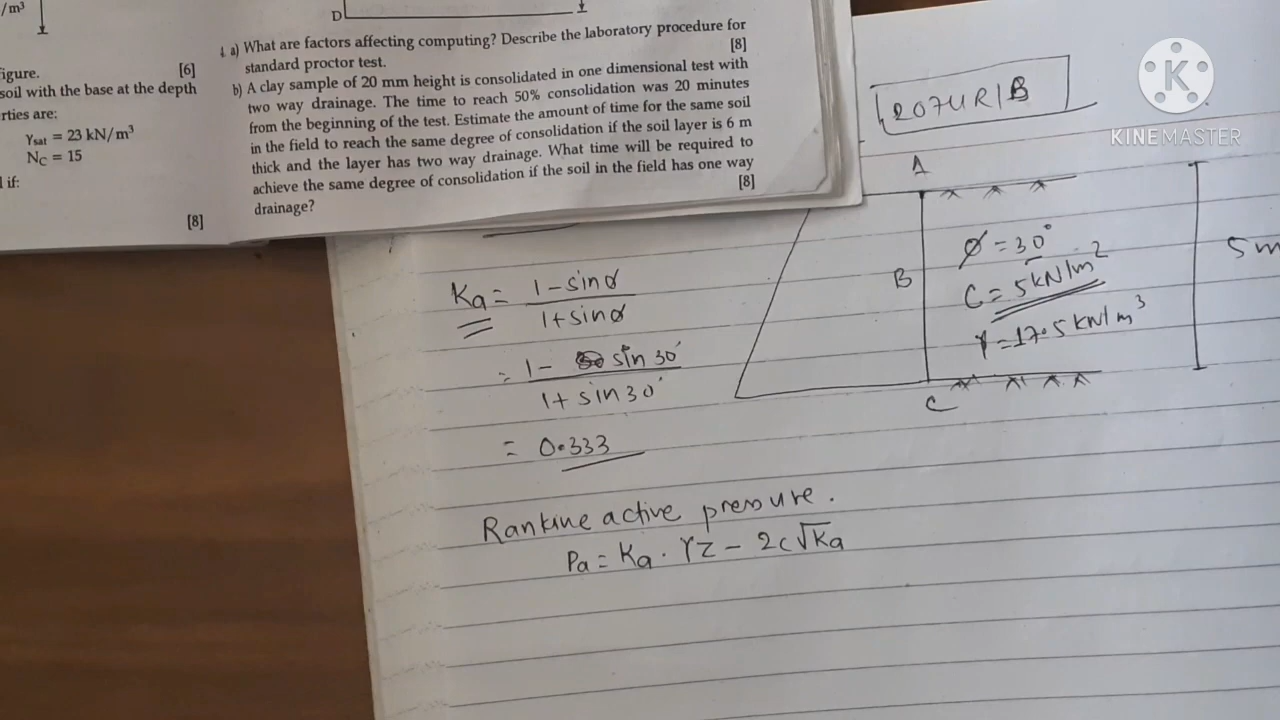 /m³
igure. [6]
soil with the base at the depth
rties are:
γsat = 23 kN/m³
NC = 15
l if:
[8]
D
a) What are factors affecting computing? Describe the laboratory procedure for
standard proctor test. [8]
b) A clay sample of 20 mm height is consolidated in one dimensional test with
two way drainage. The time to reach 50% consolidation was 20 minutes
from the beginning of the test. Estimate the amount of time for the same soil
in the field to reach the same degree of consolidation if the soil layer is 6 m
thick and the layer has two way drainage. What time will be required to
achieve the same degree of consolidation if the soil in the field has one way
drainage? [8]
2074 R/B
KINEMASTER
A
B
C
φ = 30°
C = 5 kN/m²
γ = 17.5 kN/m³
5m
Ka = 1 - sinφ
1 + sinφ
= 1 - sin 30°
1 + sin 30°
= 0.333
Rankine active pressure.
Pa = Ka · γz - 2c√Ka